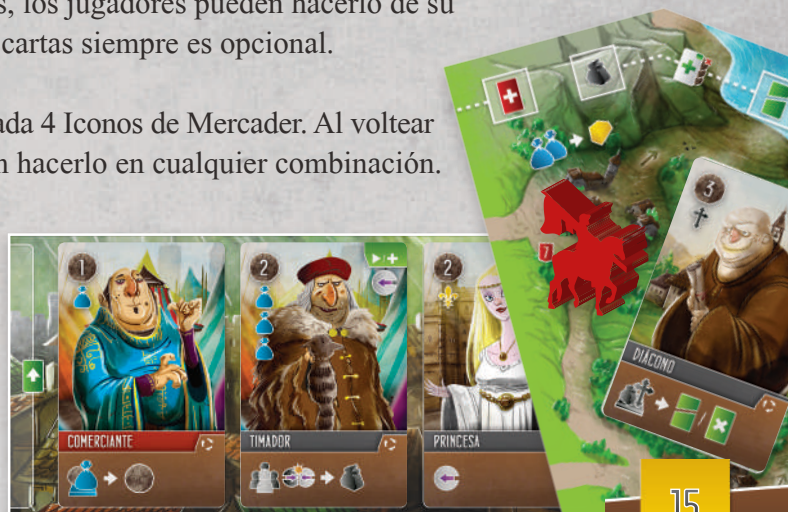 s, los jugadores pueden hacerlo de su
cartas siempre es opcional.
ada 4 Iconos de Mercader. Al voltear
n hacerlo en cualquier combinación.
3
DIÁCONO
1
COMERCIANTE
2
TIMADOR
2
PRINCESA
15